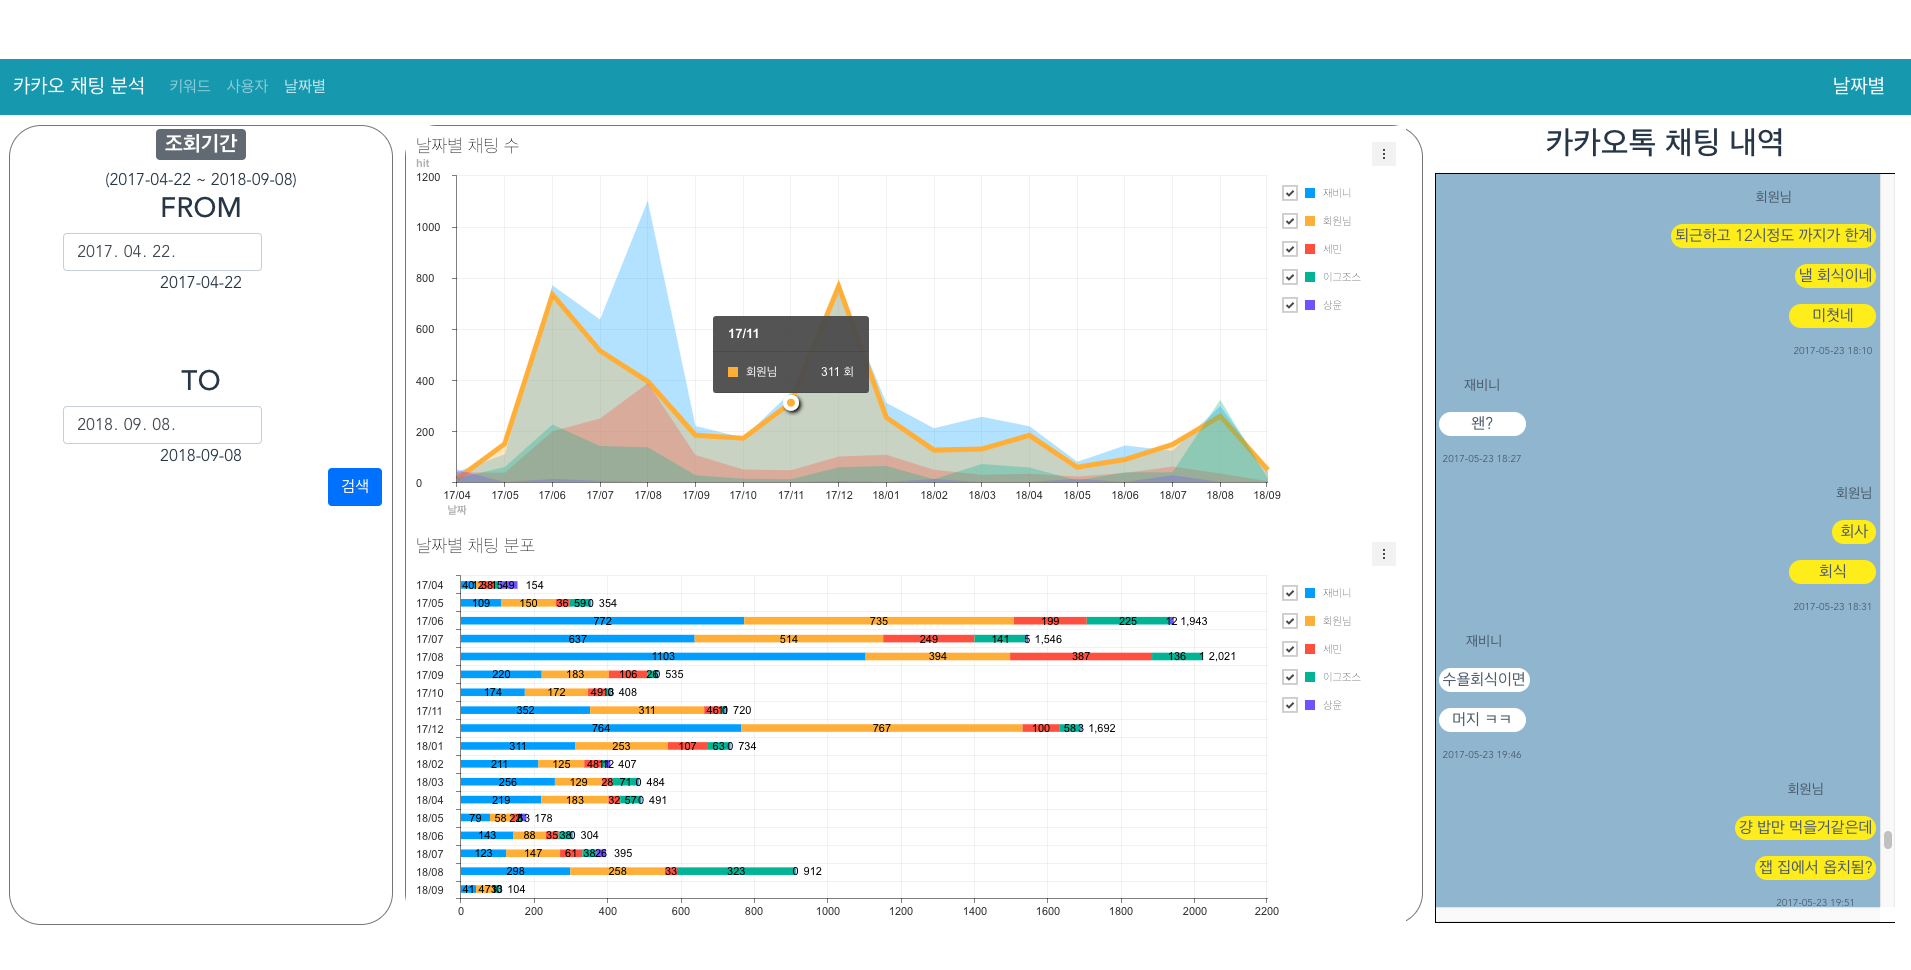 카카오 채팅 분석 키워드 사용자 날짜별 날짜별
조회기간
(2017-04-22 ~ 2018-09-08)
FROM
2017. 04. 22.
2017-04-22
TO
2018. 09. 08.
2018-09-08
검색
날짜별 채팅 수
hit
1200
1000
800
600
400
200
0
17/04 17/05 17/06 17/07 17/08 17/09 17/10 17/11 17/12 18/01 18/02 18/03 18/04 18/05 18/06 18/07 18/08 18/09
날짜
17/11
회원님 311 회
재비니
회원님
세민
이그조스
상윤
날짜별 채팅 분포
17/04 40 154
17/05 109 150 36 59 0 354
17/06 772 735 199 225 12 1,943
17/07 637 514 249 141 5 1,546
17/08 1103 394 387 136 1 2,021
17/09 220 183 106 26 0 535
17/10 174 172 49 408
17/11 352 311 46 720
17/12 764 767 100 58 3 1,692
18/01 311 253 107 63 0 734
18/02 211 125 48 407
18/03 256 129 28 71 0 484
18/04 219 183 32 57 0 491
18/05 79 58 178
18/06 143 88 35 38 0 304
18/07 123 147 61 38 26 395
18/08 298 258 33 323 0 912
18/09 41 47 104
0 200 400 600 800 1000 1200 1400 1600 1800 2000 2200
재비니
회원님
세민
이그조스
상윤
카카오톡 채팅 내역
회원님
퇴근하고 12시정도 까지가 한계
낼 회식이네
미쳣네
2017-05-23 18:10
재비니
왠?
2017-05-23 18:27
회원님
회사
회식
2017-05-23 18:31
재비니
수욜회식이면
머지 ㅋㅋ
2017-05-23 19:46
회원님
걍 밥만 먹을거같은데
잽 집에서 옵치됨?
2017-05-23 19:51